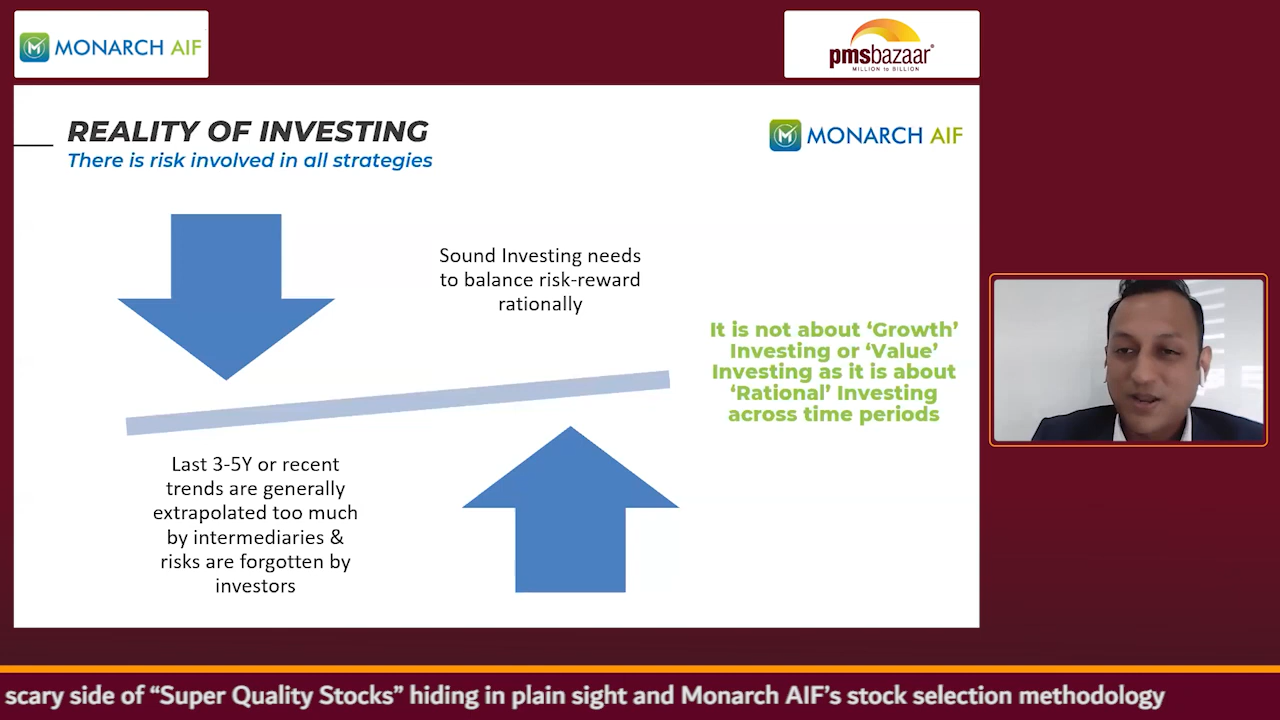 MONARCH AIF
pmsbazaar
MILLION to BILLION
REALITY OF INVESTING
There is risk involved in all strategies
MONARCH AIF
Sound Investing needs
to balance risk-reward
rationally
It is not about ‘Growth’
Investing or ‘Value’
Investing as it is about
‘Rational’ Investing
across time periods
Last 3-5Y or recent
trends are generally
extrapolated too much
by intermediaries &
risks are forgotten by
investors
scary side of “Super Quality Stocks” hiding in plain sight and Monarch AIF’s stock selection methodology